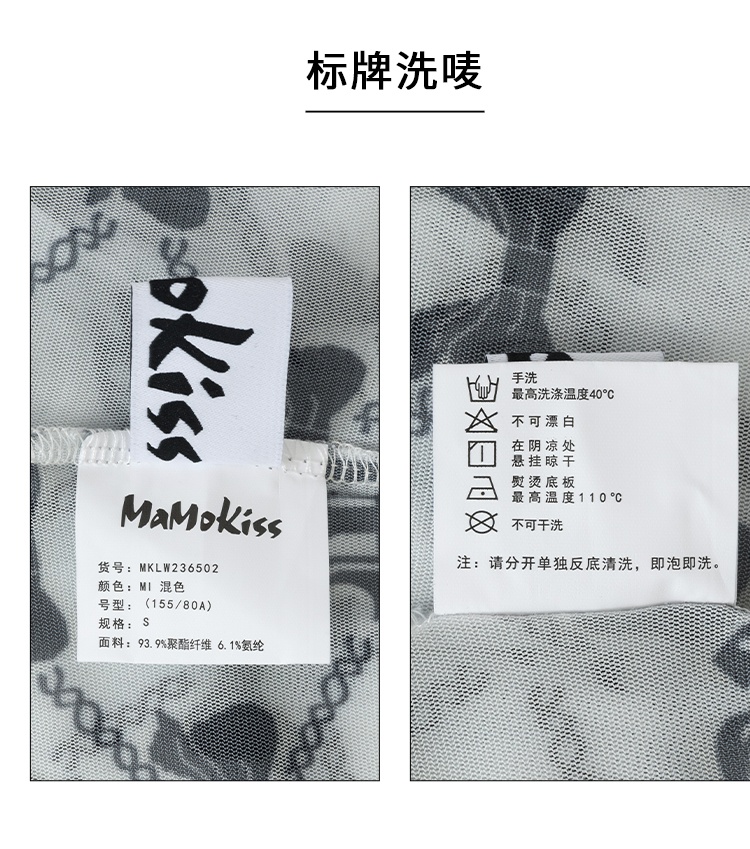 标牌洗唛
okiss
MaMoKiss
货号：MKLW236502
颜色：MI 混色
号型：（155/80A）
规格：S
面料：93.9%聚酯纤维 6.1%氨纶
手洗
最高洗涤温度40℃
不可漂白
在阴凉处
悬挂晾干
熨烫底板
最高温度110℃
不可干洗
注：请分开单独反底清洗，即泡即洗。